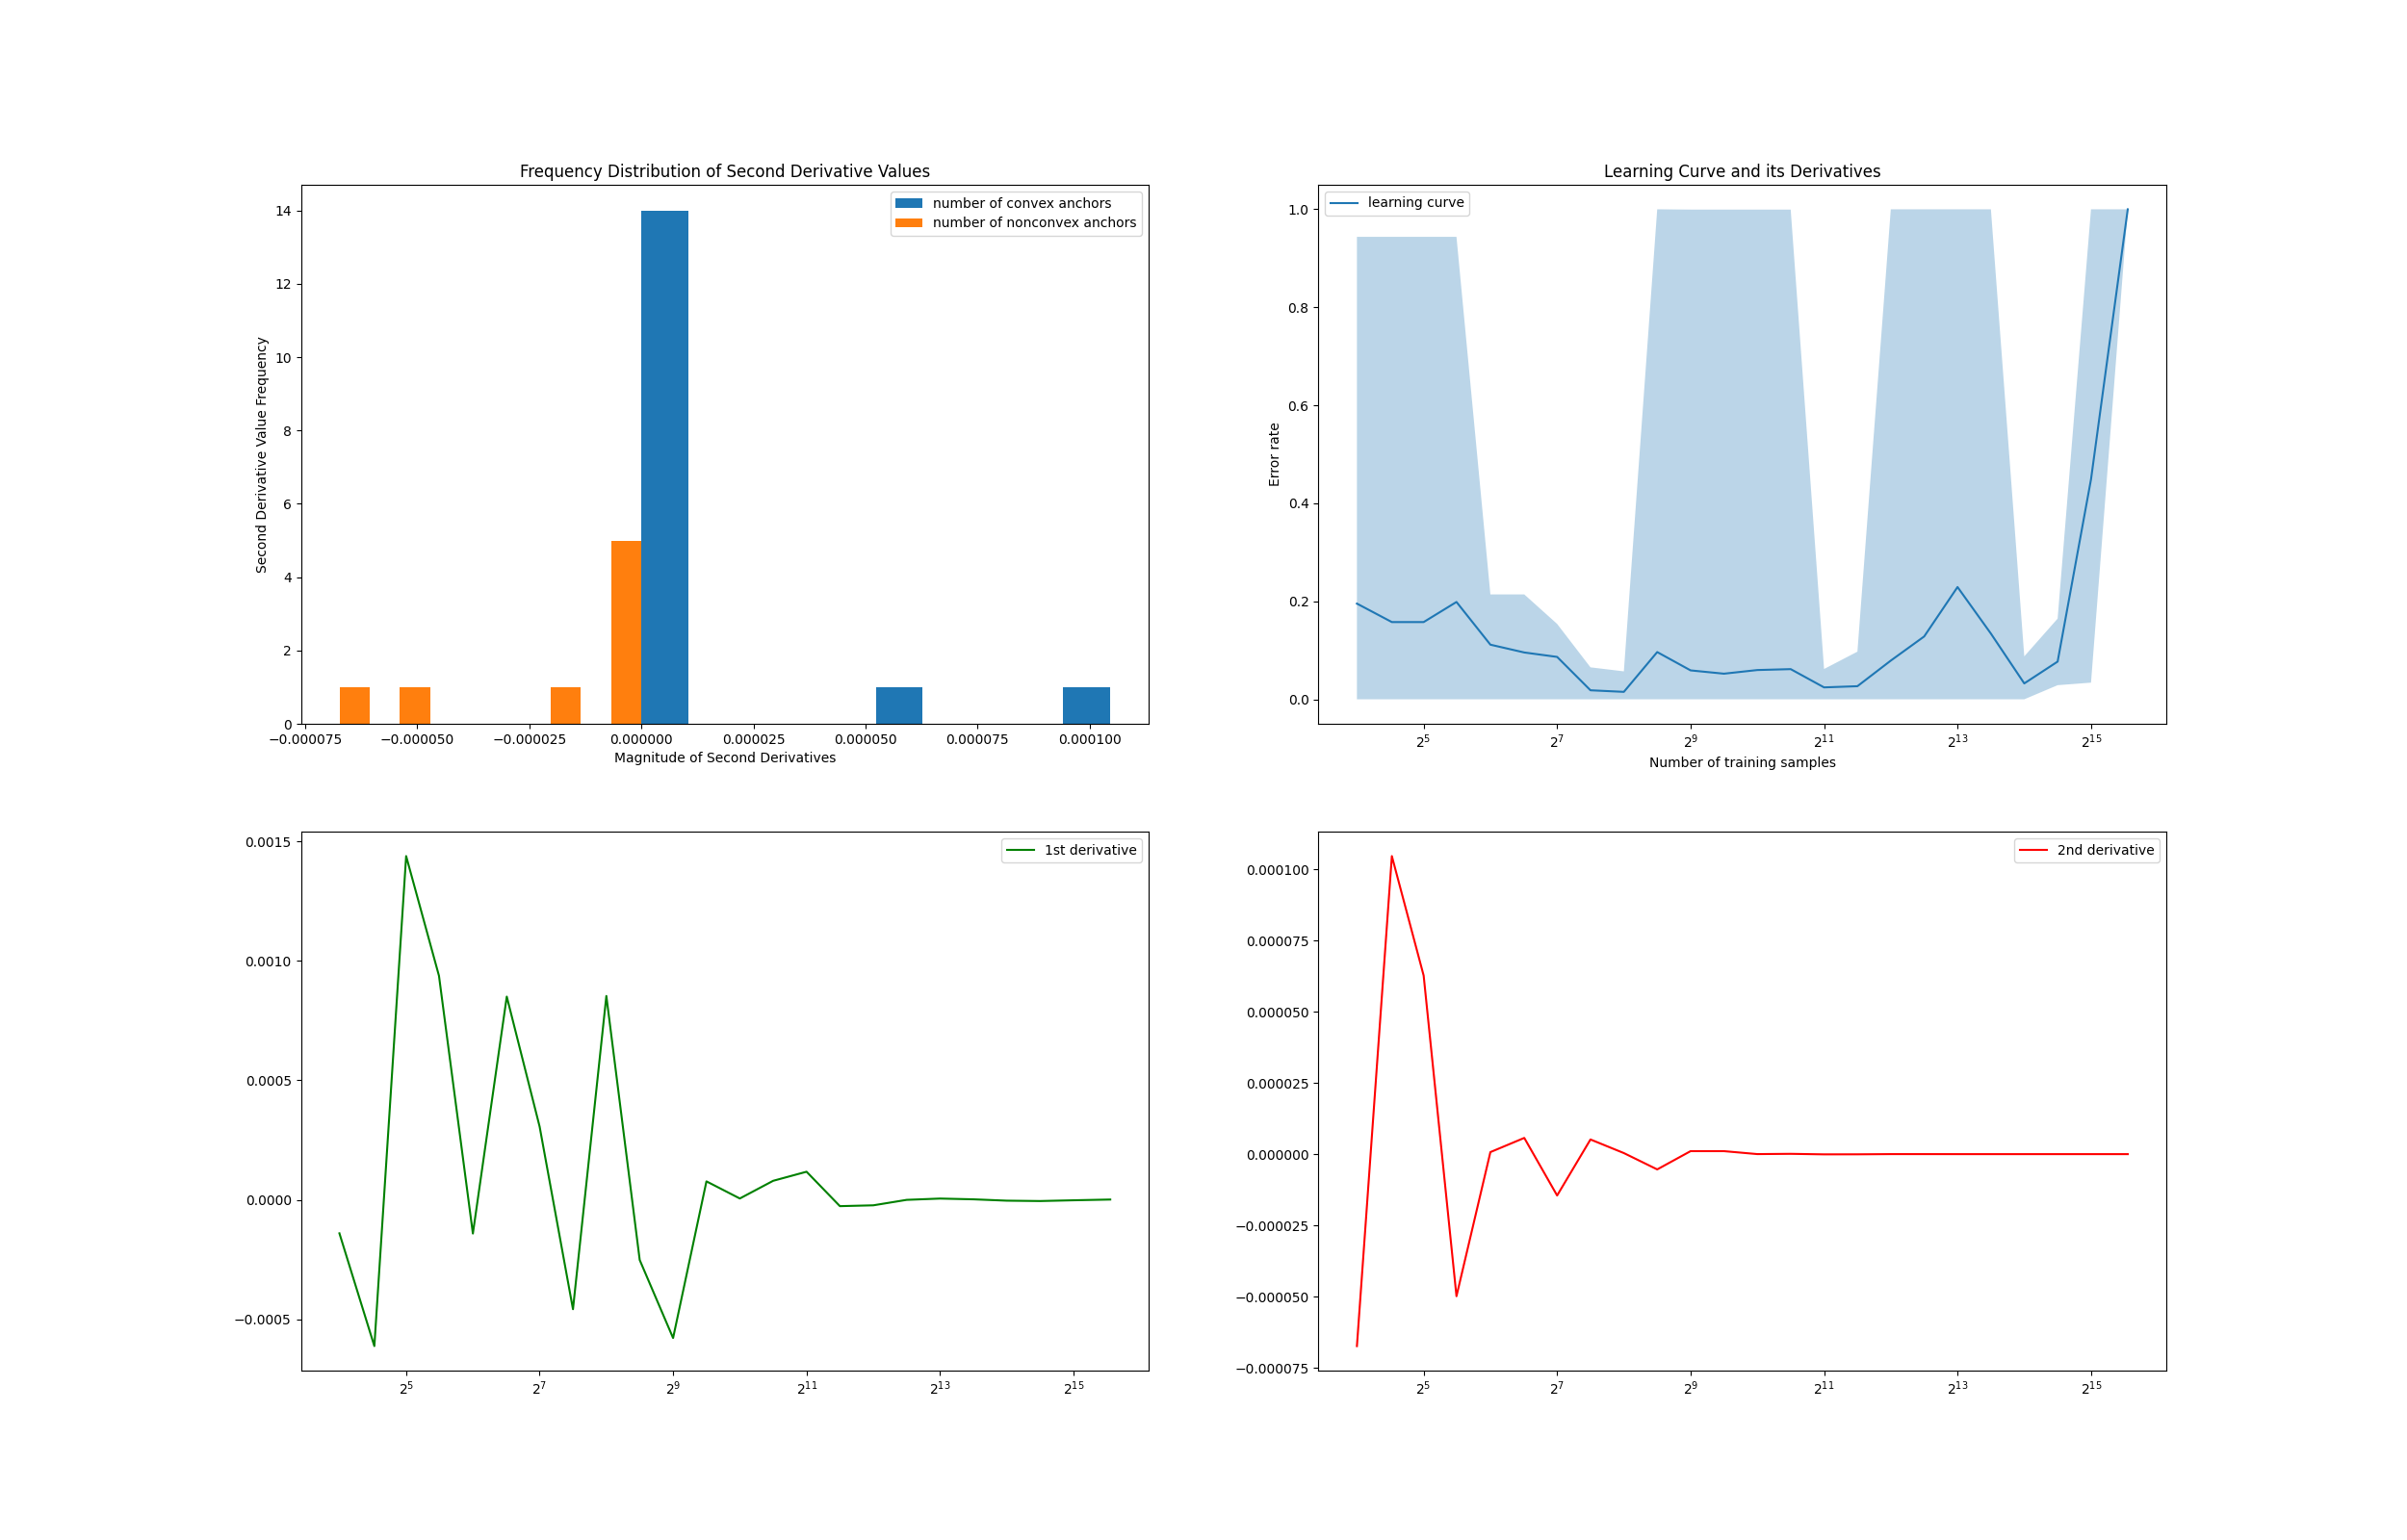 Frequency Distribution of Second Derivative Values
number of convex anchors
number of nonconvex anchors
14
12
10
8
6
4
2
0
Second Derivative Value Frequency
−0.000075 −0.000050 −0.000025 0.000000 0.000025 0.000050 0.000075 0.000100
Magnitude of Second Derivatives
Learning Curve and its Derivatives
learning curve
1.0
0.8
0.6
0.4
0.2
0.0
Error rate
2^5 2^7 2^9 2^11 2^13 2^15
Number of training samples
1st derivative
0.0015
0.0010
0.0005
0.0000
−0.0005
2^5 2^7 2^9 2^11 2^13 2^15
2nd derivative
0.000100
0.000075
0.000050
0.000025
0.000000
−0.000025
−0.000050
−0.000075
2^5 2^7 2^9 2^11 2^13 2^15